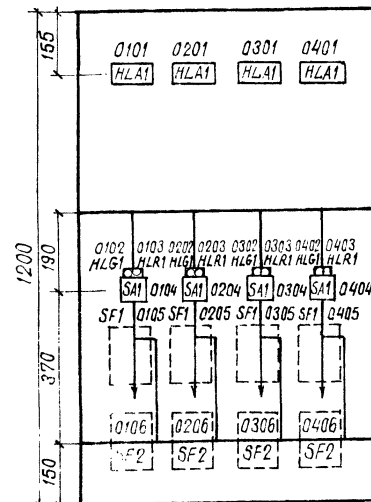 155
0101 0201 0301 0401
HLA1 HLA1 HLA1 HLA1
1200
190
0102 0103 0202 0203 0302 0303 0402 0403
HLG1 HLR1 HLG1 HLR1 HLG1 HLR1 HLG1 HLR1
SA1 0104 SA1 0204 SA1 0304 SA1 0404
SF1 0105 SF1 0205 SF1 0305 SF1 0405
370
0106 0206 0306 0406
SF2 SF2 SF2 SF2
150